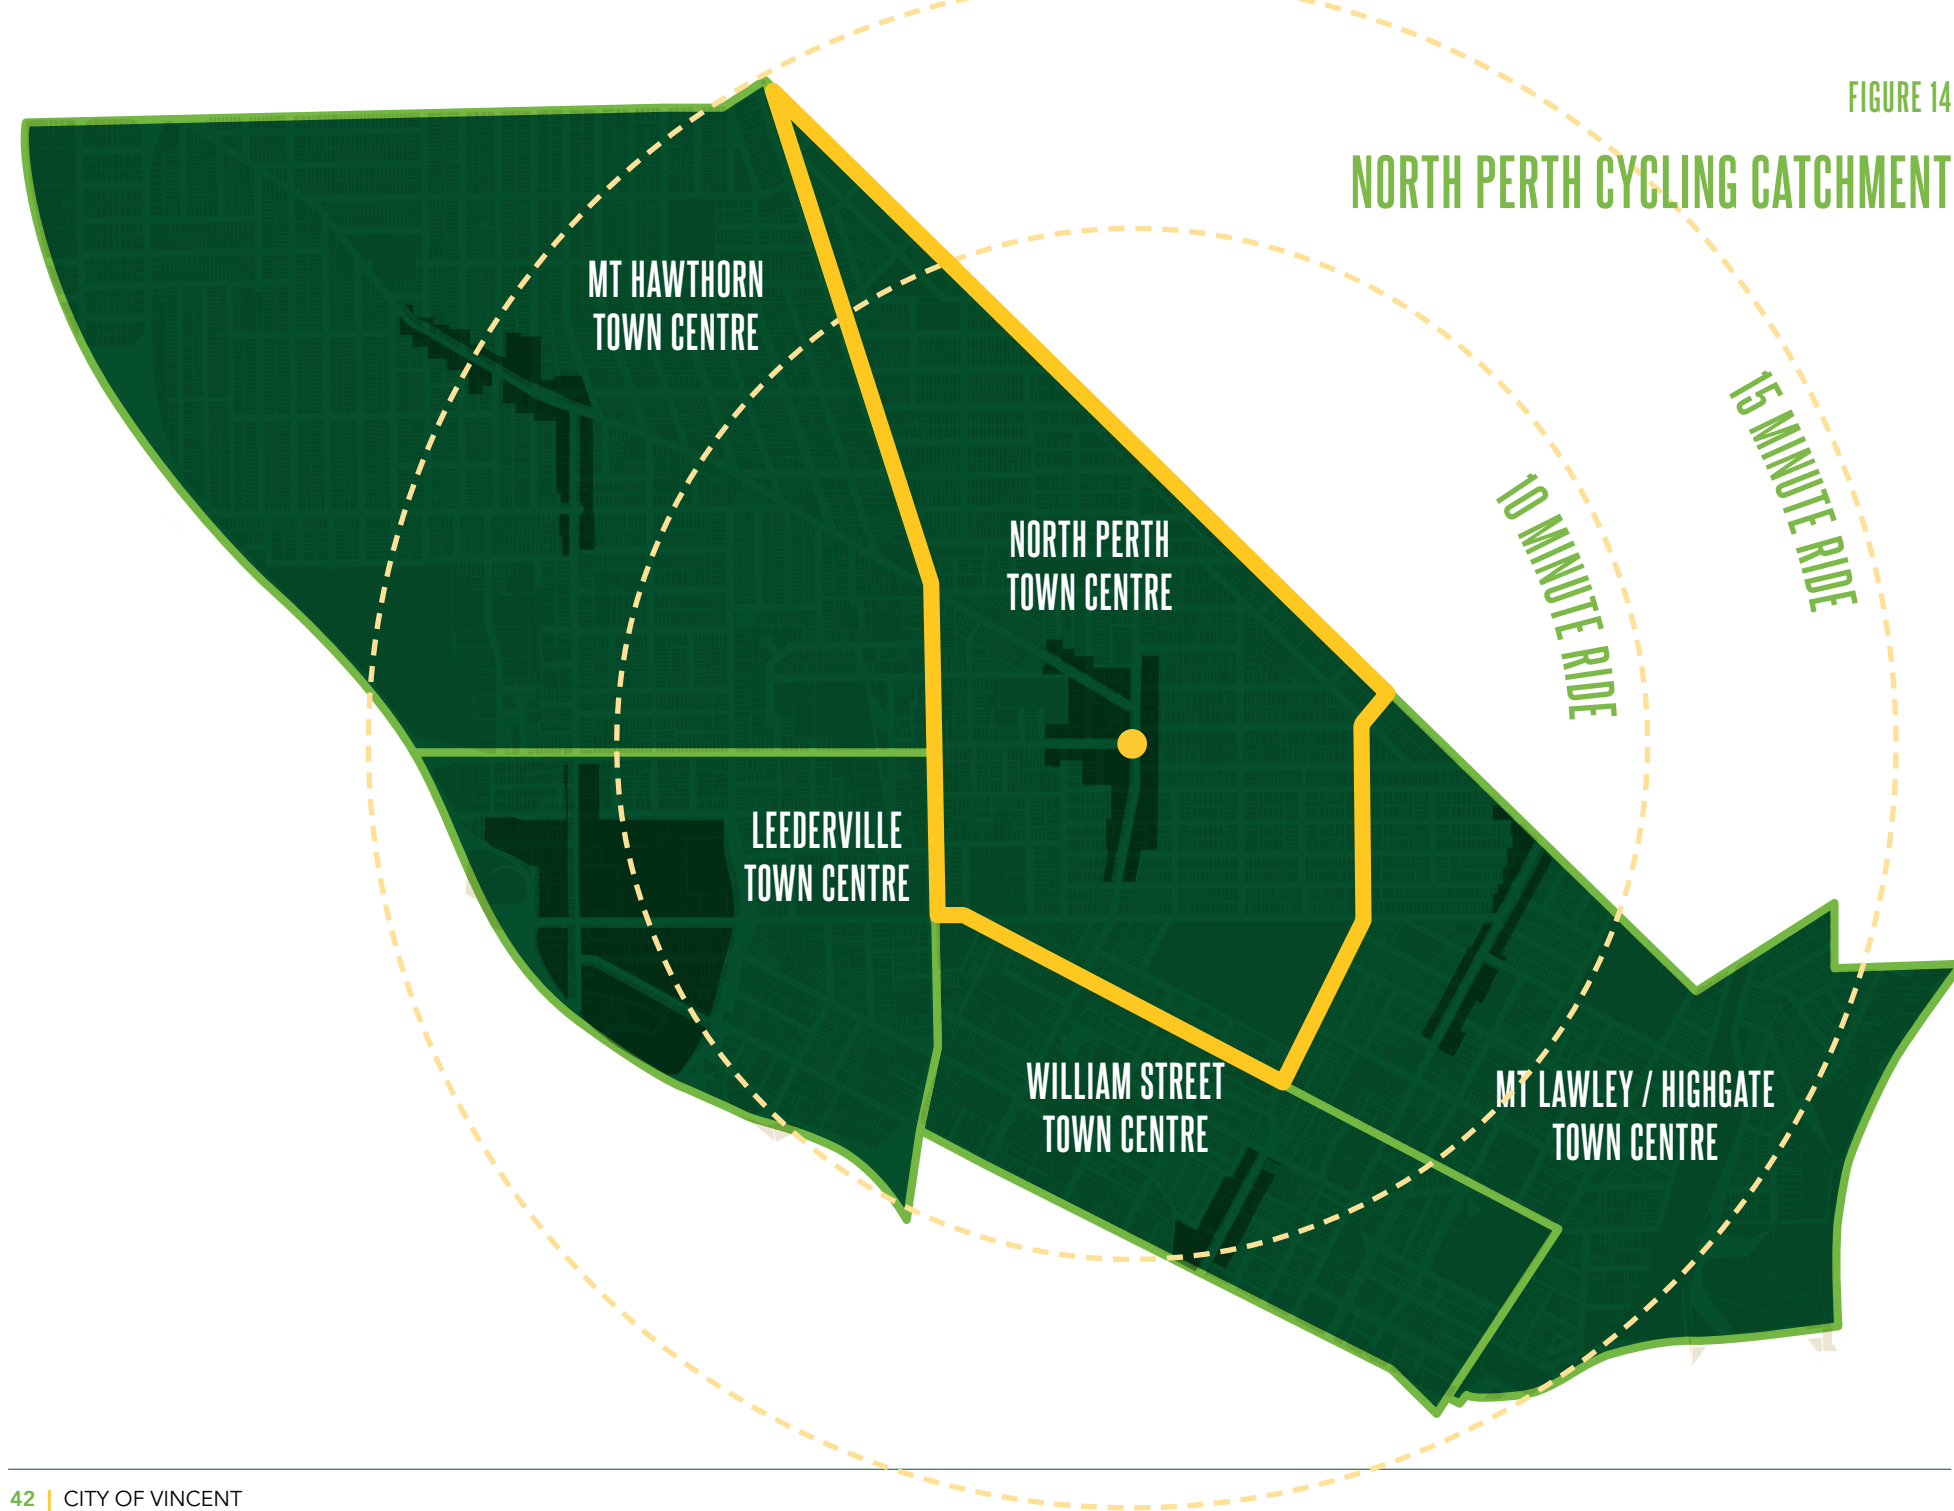 FIGURE 14
NORTH PERTH CYCLING CATCHMENT
MT HAWTHORN
TOWN CENTRE
15 MINUTE RIDE
10 MINUTE RIDE
NORTH PERTH
TOWN CENTRE
LEEDERVILLE
TOWN CENTRE
WILLIAM STREET
TOWN CENTRE
MT LAWLEY / HIGHGATE
TOWN CENTRE
42 | CITY OF VINCENT